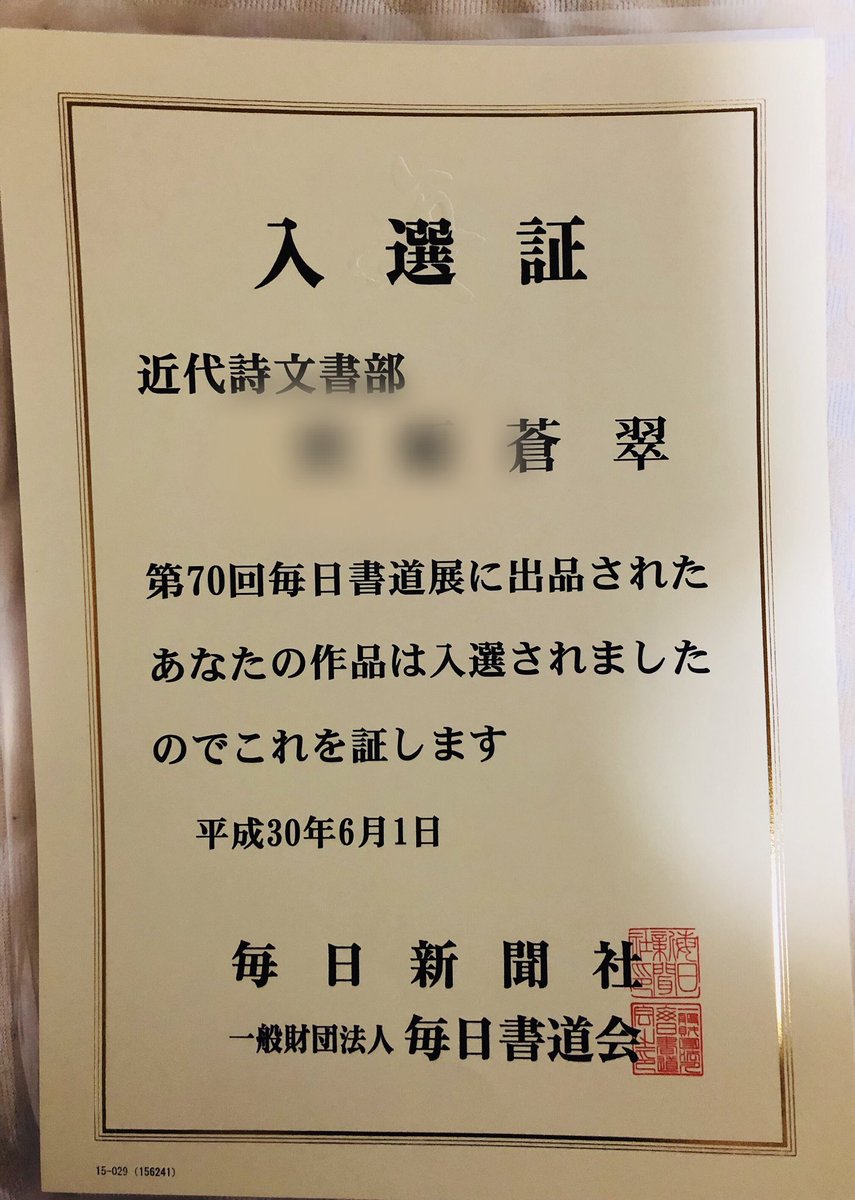 入選証
近代詩文書部
蒼翠
第70回毎日書道展に出品された
あなたの作品は入選されました
のでこれを証します
平成30年6月1日
毎日新聞社
一般財団法人 毎日書道会
15-029 (156241)